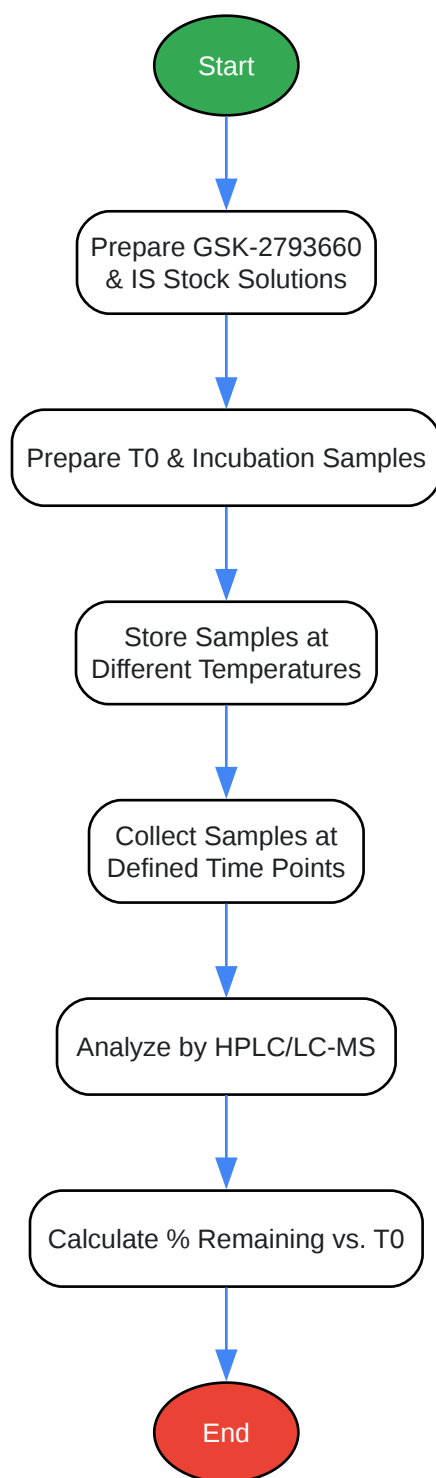 Start
Prepare GSK-2793660
& IS Stock Solutions
Prepare T0 & Incubation Samples
Store Samples at
Different Temperatures
Collect Samples at
Defined Time Points
Analyze by HPLC/LC-MS
Calculate % Remaining vs. T0
End